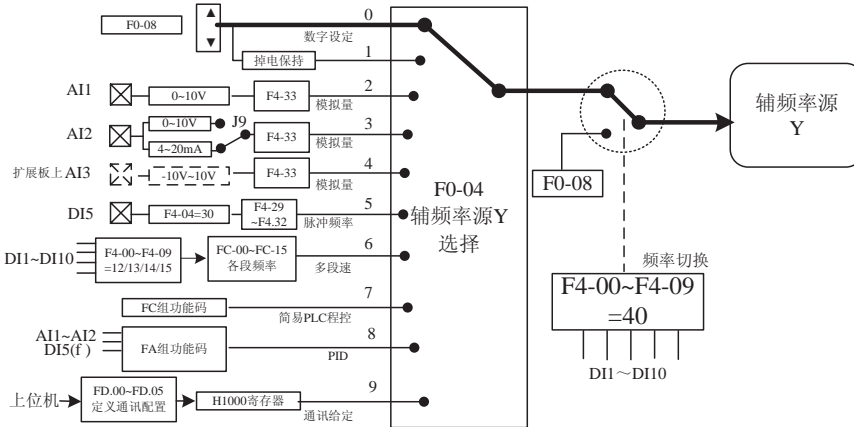 F0-08
0
数字设定
掉电保持
1
AI1
0~10V
F4-33
2
模拟量
AI2
0~10V
4~20mA
J9
F4-33
3
模拟量
扩展板上 AI3
-10V~10V
F4-33
4
模拟量
DI5
F4-04=30
F4-29
~F4.32
5
脉冲频率
DI1~DI10
F4-00~F4-09
=12/13/14/15
FC-00~FC-15
各段频率
6
多段速
FC组功能码
7
简易PLC程控
AI1~AI2
DI5(f )
FA组功能码
8
PID
上位机
FD.00~FD.05
定义通讯配置
H1000寄存器
9
通讯给定
F0-04
辅频率源Y
选择
F0-08
辅频率源
Y
频率切换
F4-00~F4-09
=40
DI1～DI10